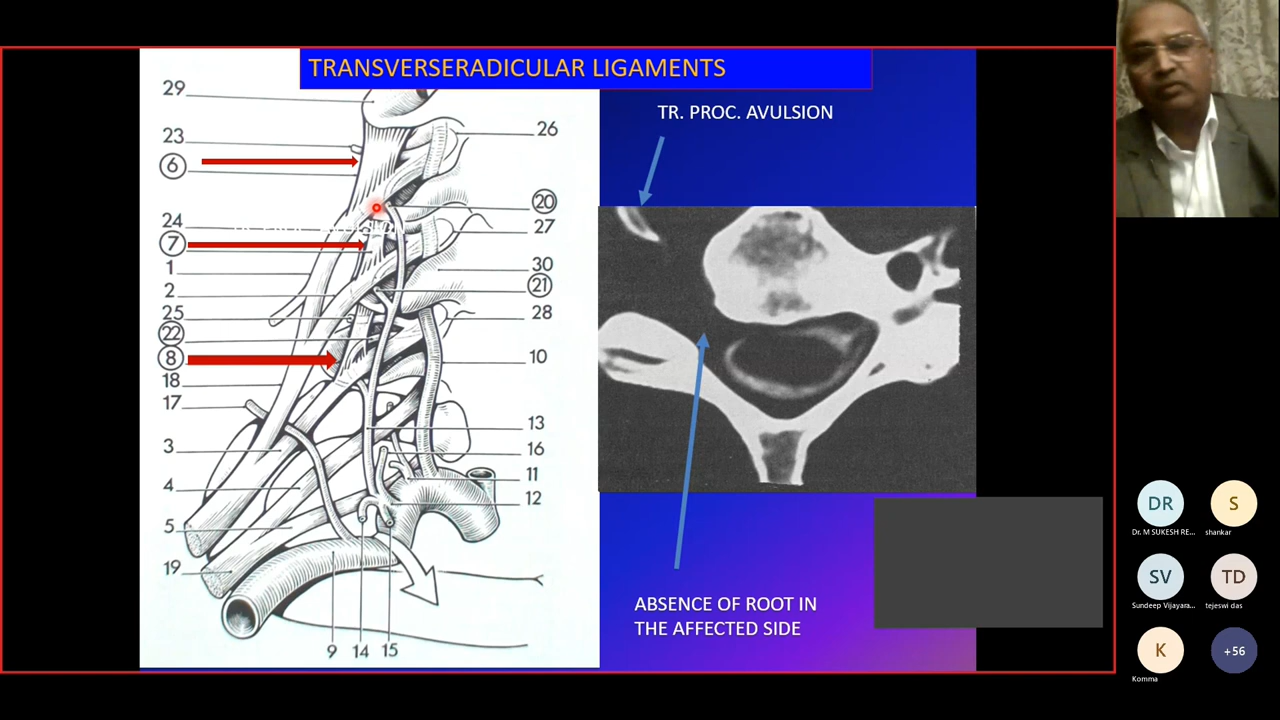 TRANSVERSERADICULAR LIGAMENTS
TR. PROC. AVULSION
29
23
6
24
7
1
2
25
22
8
18
17
3
4
5
19
26
20
27
30
21
28
10
13
16
11
12
9 14 15
ABSENCE OF ROOT IN
THE AFFECTED SIDE
DR
Dr. M SUKESH RE...
S
shankar
SV
Sundeep Vijayara...
TD
tejeswi das
K
Komma
+56